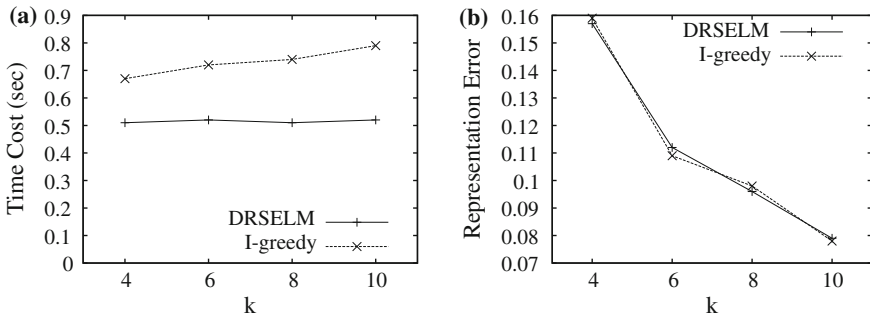 (a)
Time Cost (sec)
0.9
0.8
0.7
0.6
0.5
0.4
0.3
0.2
0.1
0
DRSELM
I-greedy
4 6 8 10
k
(b)
Representation Error
0.16
0.15
0.14
0.13
0.12
0.11
0.1
0.09
0.08
0.07
DRSELM
I-greedy
4 6 8 10
k